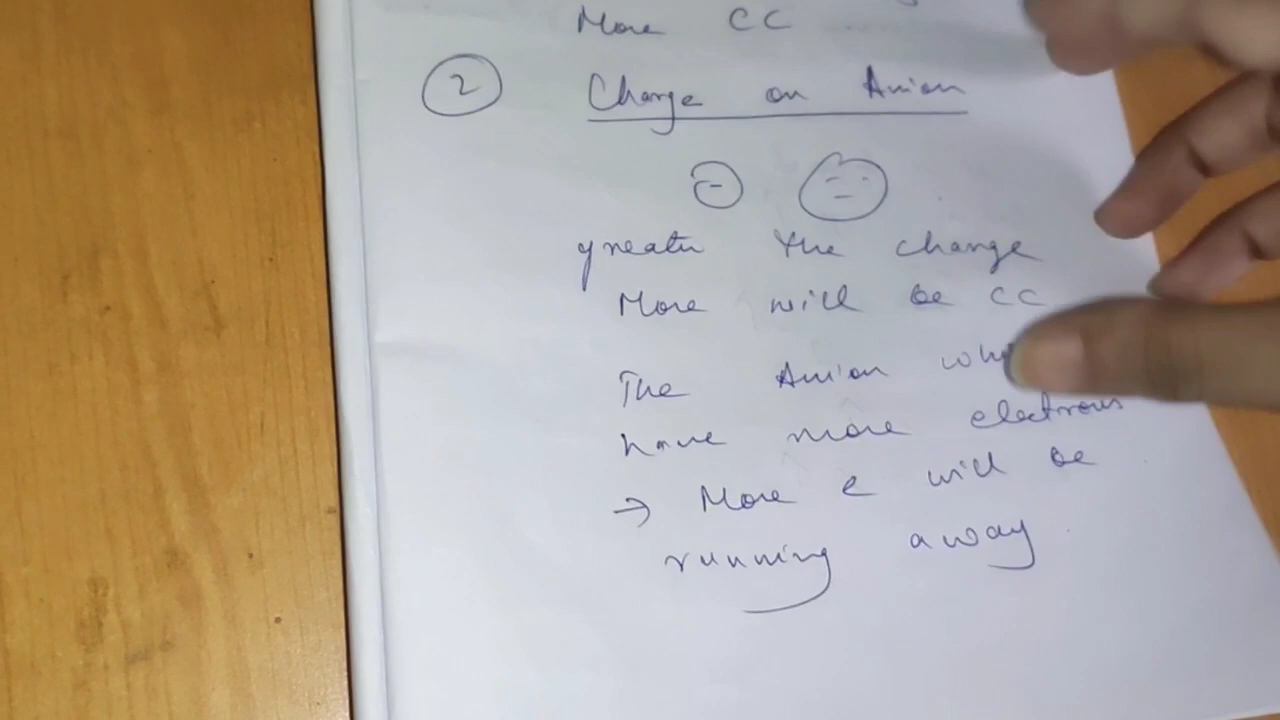 More CC
2 Charge on Anion
- --
greater the charge
More will be CC
The Anion
have more electrons
→ More e will be
running away